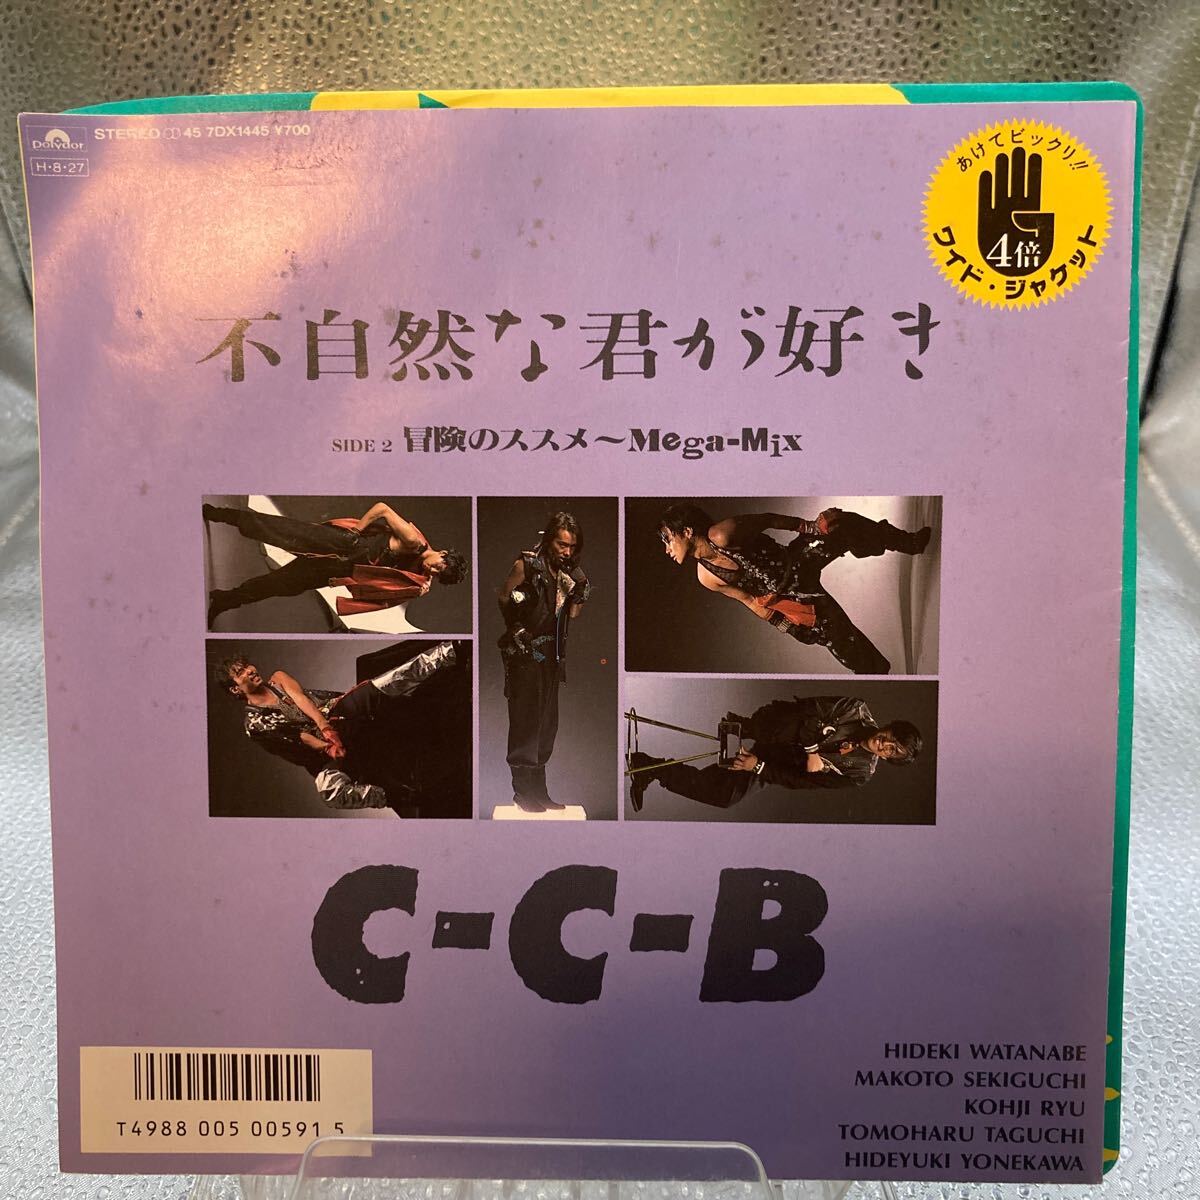 polydor
STEREO 45 7DX1445 ¥700
H・8・27
あけてビックリ!!
4倍
ワイド・ジャケット
不自然な君が好き
SIDE 2 冒険のススメ～Mega-Mix
C-C-B
HIDEKI WATANABE
MAKOTO SEKIGUCHI
KOHJI RYU
TOMOHARU TAGUCHI
HIDEYUKI YONEKAWA
T4988 005 00591 5